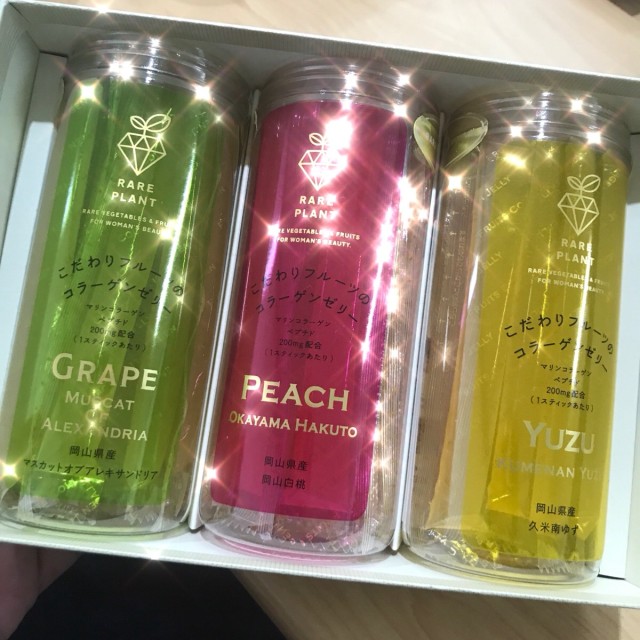 RARE
PLANT
RARE VEGETABLES & FRUITS
FOR WOMAN'S BEAUTY
こだわりフルーツの
コラーゲンゼリー
マリンコラーゲン
ペプチド
200mg配合
(1スティックあたり)
GRAPE
MUSCAT
OF
ALEXANDRIA
岡山県産
マスカットオブアレキサンドリア
RARE
PLANT
RARE VEGETABLES & FRUITS
FOR WOMAN'S BEAUTY
こだわりフルーツの
コラーゲンゼリー
マリンコラーゲン
ペプチド
200mg配合
(1スティックあたり)
PEACH
OKAYAMA HAKUTO
岡山県産
岡山白桃
RARE
PLANT
RARE VEGETABLES & FRUITS
FOR WOMAN'S BEAUTY
こだわりフルーツの
コラーゲンゼリー
マリンコラーゲン
ペプチド
200mg配合
(1スティックあたり)
YUZU
YUZU
岡山県産
久米南ゆず